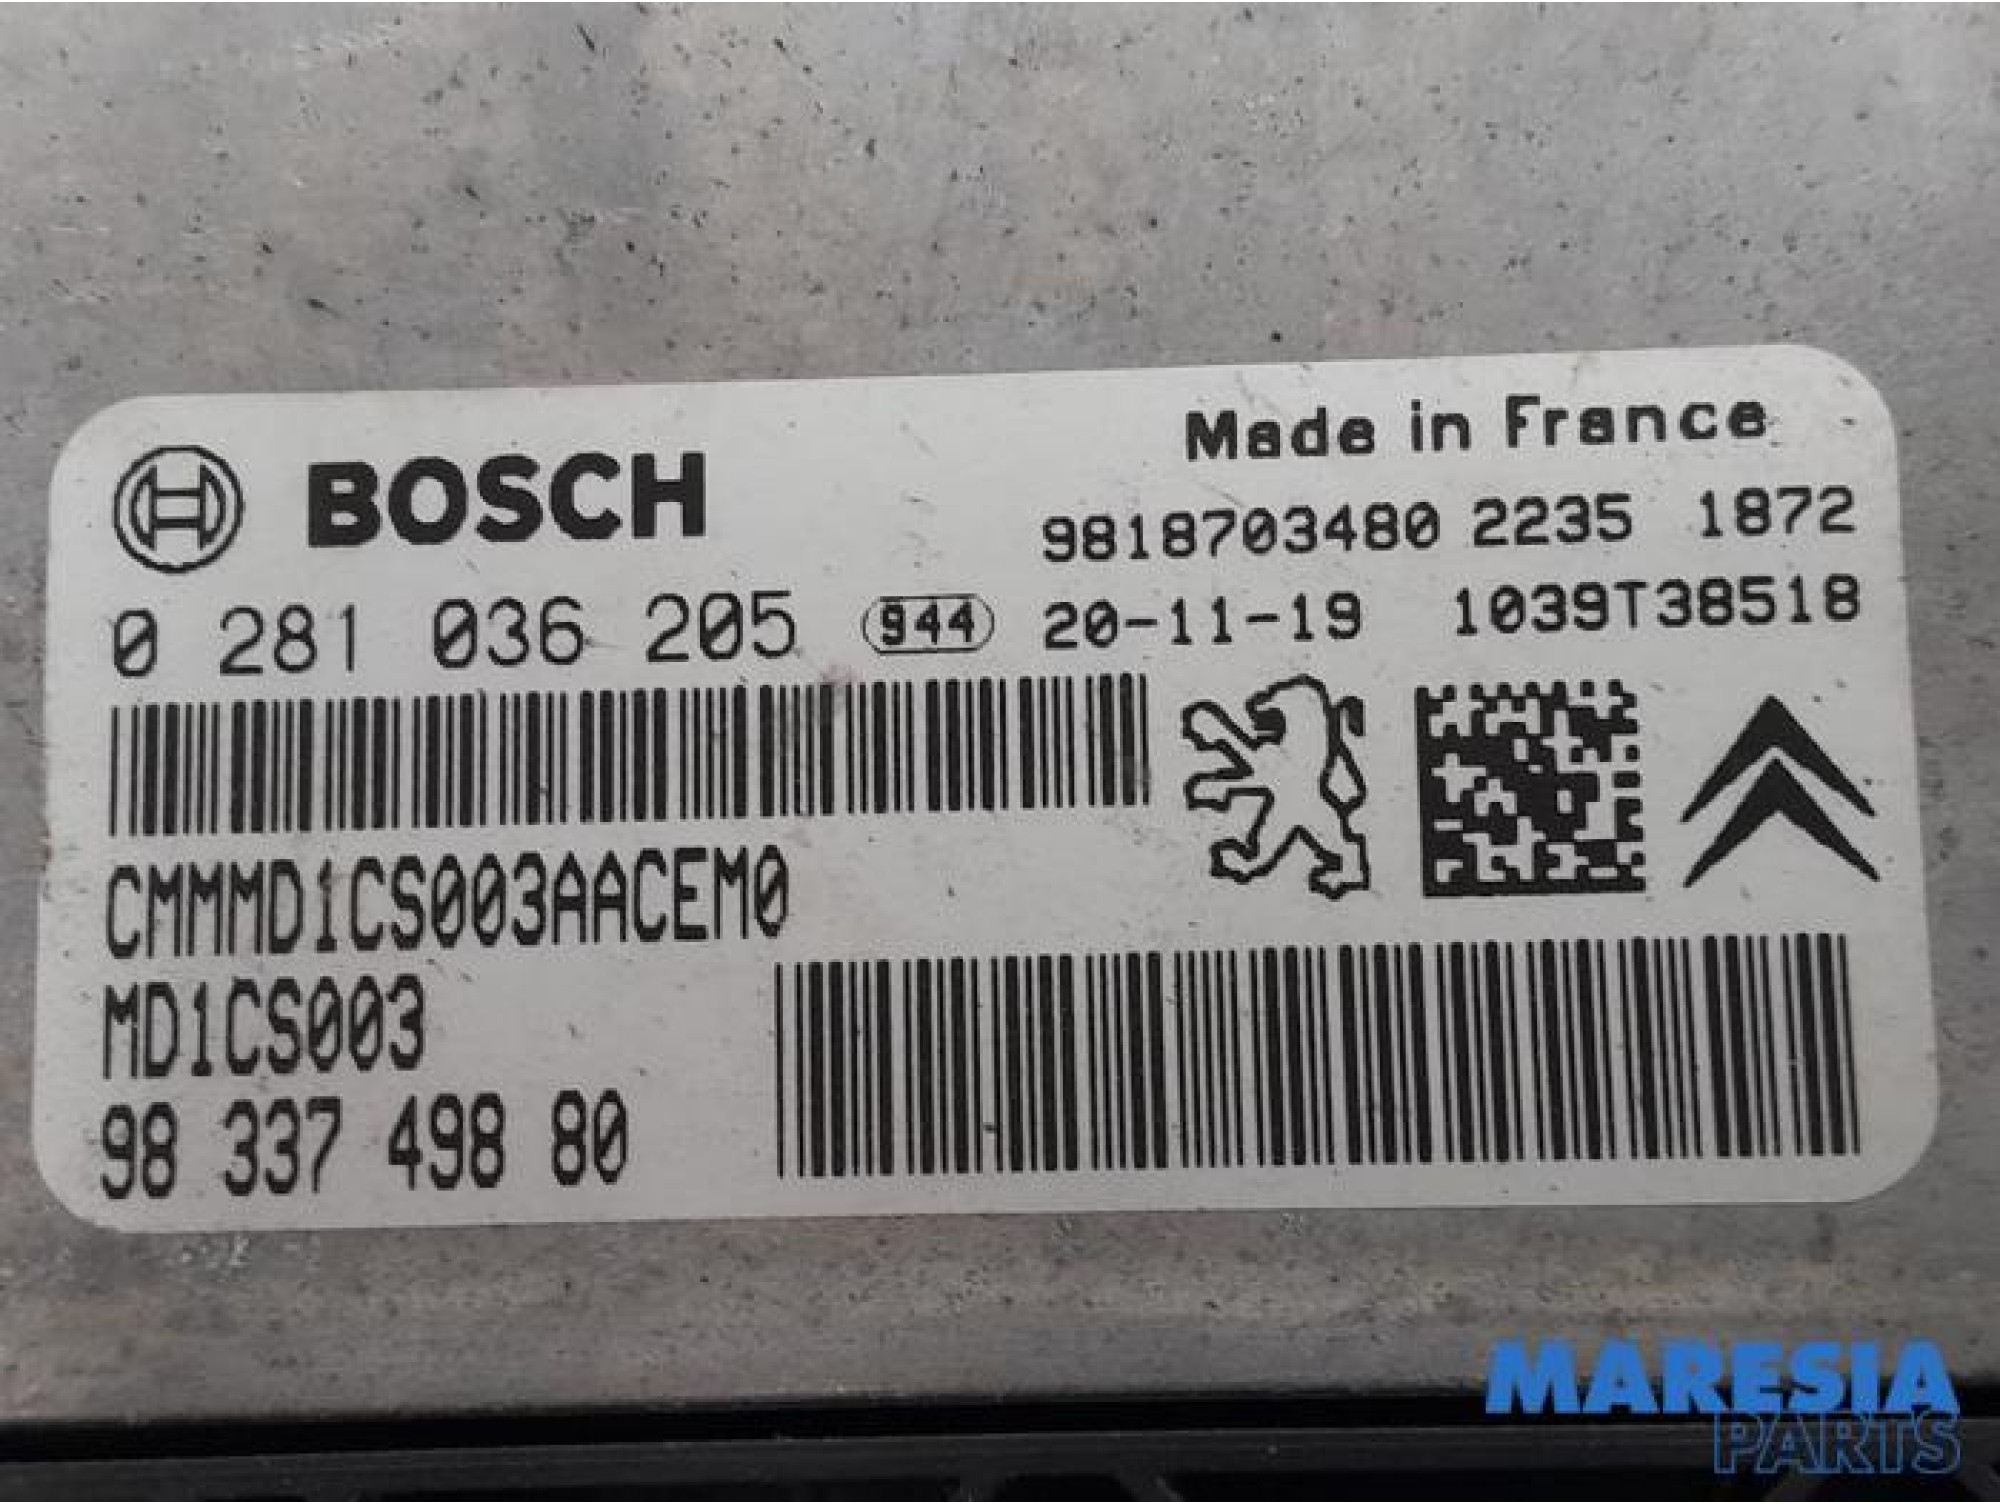 BOSCH
Made in France
9818703480 2235 1872
0 281 036 205 944 20-11-19 1039T38518
CMMMD1CS003AACEM0
MD1CS003
98 337 498 80
MARESIA
PARTS